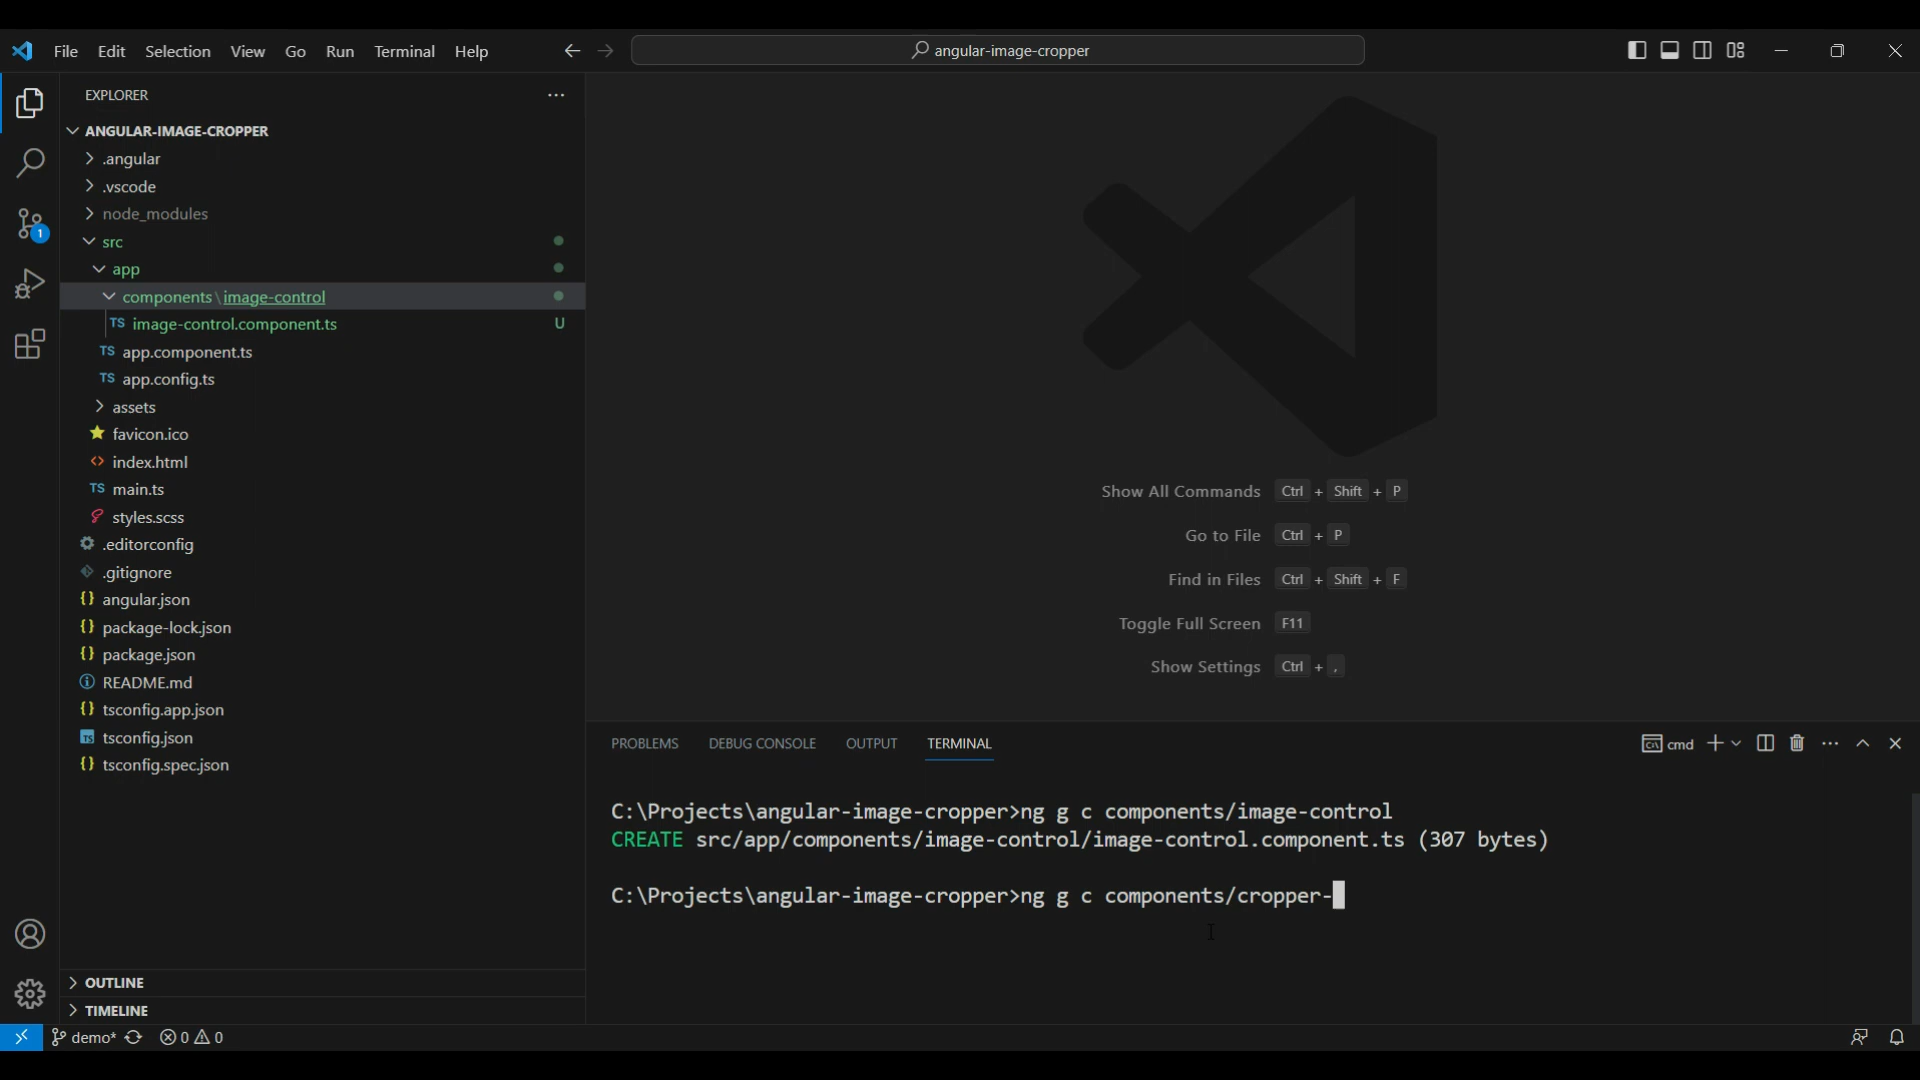 File Edit Selection View Go Run Terminal Help
angular-image-cropper
EXPLORER
ANGULAR-IMAGE-CROPPER
.angular
.vscode
node_modules
src
app
components\image-control
TS image-control.component.ts U
TS app.component.ts
TS app.config.ts
assets
favicon.ico
<> index.html
TS main.ts
styles.scss
.editorconfig
.gitignore
{} angular.json
{} package-lock.json
{} package.json
README.md
{} tsconfig.app.json
TS tsconfig.json
{} tsconfig.spec.json
OUTLINE
TIMELINE
1
Show All Commands Ctrl + Shift + P
Go to File Ctrl + P
Find in Files Ctrl + Shift + F
Toggle Full Screen F11
Show Settings Ctrl + ,
PROBLEMS DEBUG CONSOLE OUTPUT TERMINAL
cmd
C:\Projects\angular-image-cropper>ng g c components/image-control
CREATE src/app/components/image-control/image-control.component.ts (307 bytes)
C:\Projects\angular-image-cropper>ng g c components/cropper-
demo* 0 0